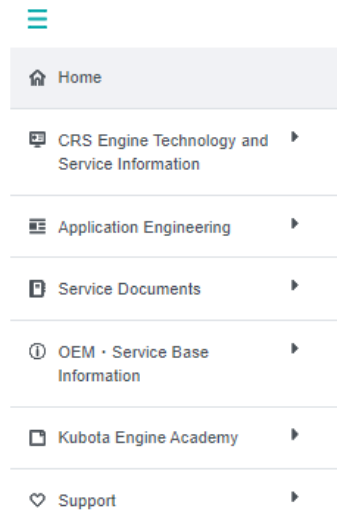 Home
CRS Engine Technology and
Service Information
Application Engineering
Service Documents
OEM・Service Base
Information
Kubota Engine Academy
Support